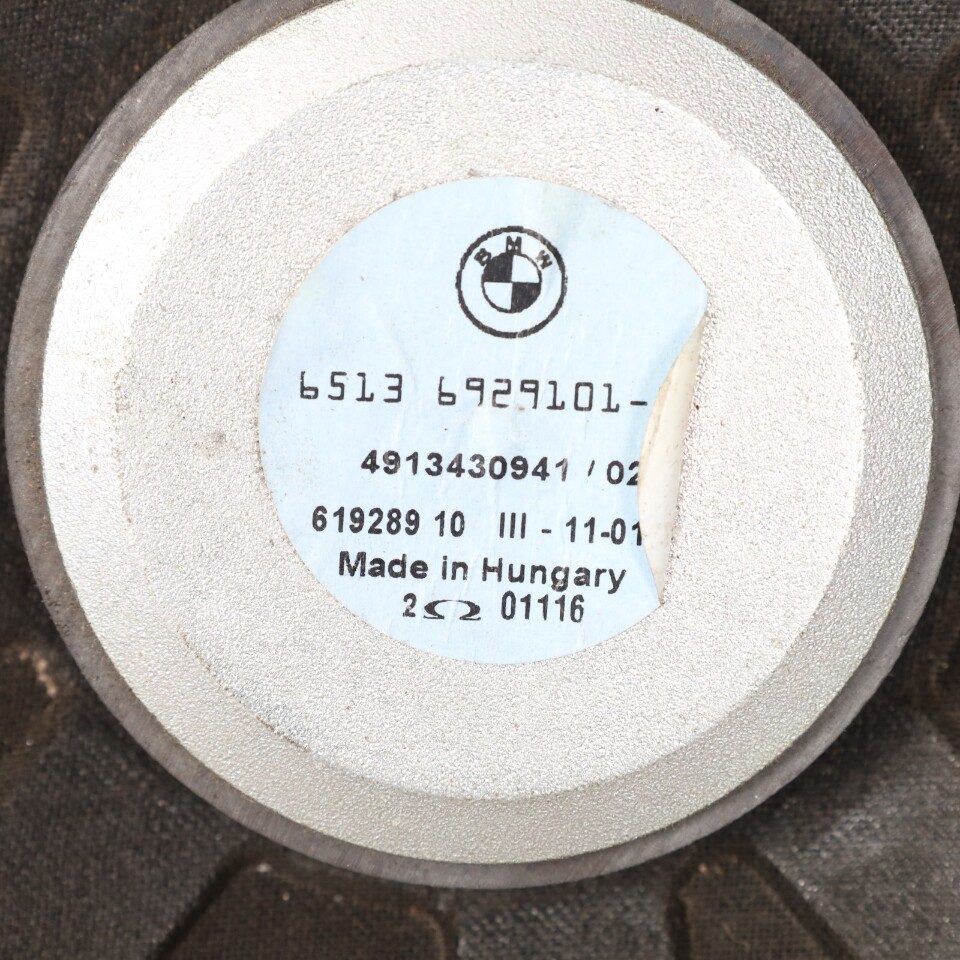 BMW
6513 6929101-
4913430941 / 02
619289 10 III - 11-01
Made in Hungary
2Ω 01116